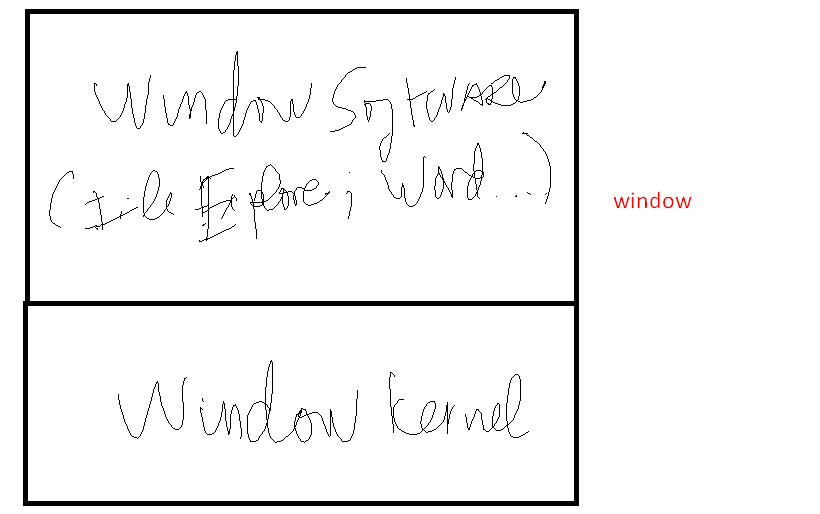 Window Software
(File Explore; Word...)
window
Window kernel